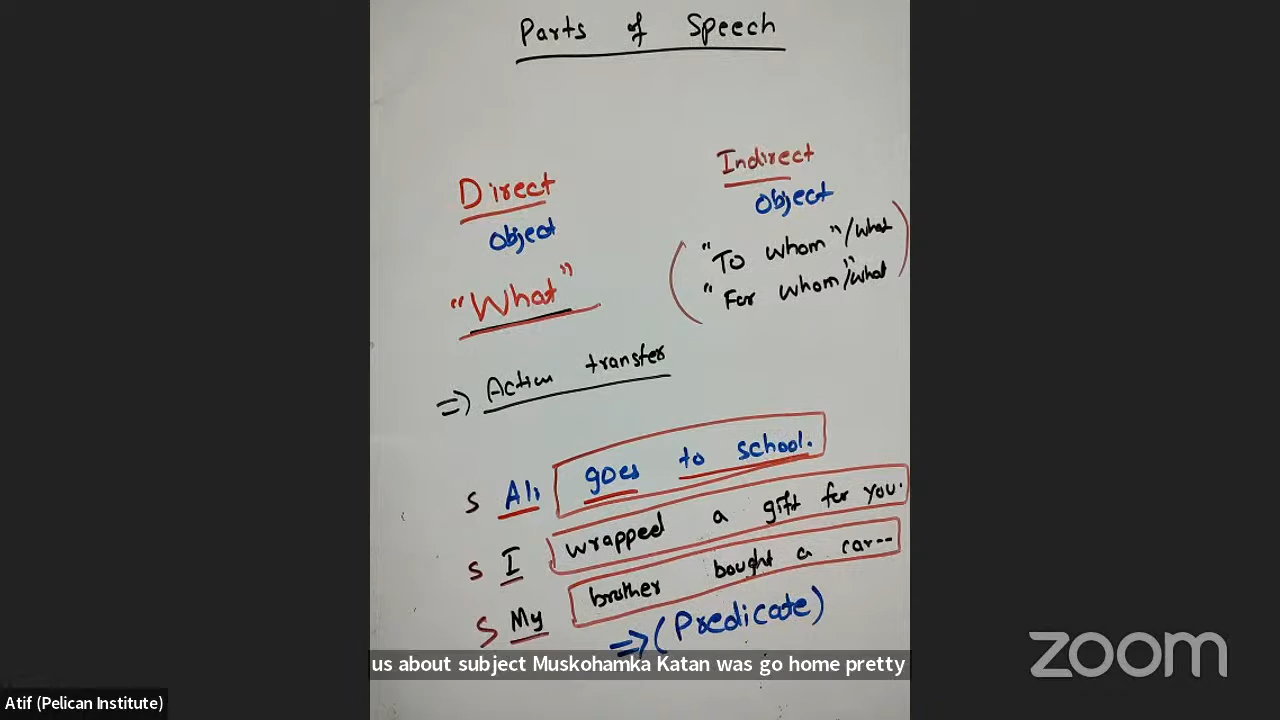 Parts of Speech
Direct
Object
"What"
Indirect
Object
"To whom"/what
"For whom"/what
=> Action transfer
S Ali goes to school.
S I wrapped a gift for you.
S My brother bought a car--
=> (Predicate)
us about subject Muskohamka Katan was go home pretty
zoom
Atif (Pelican Institute)